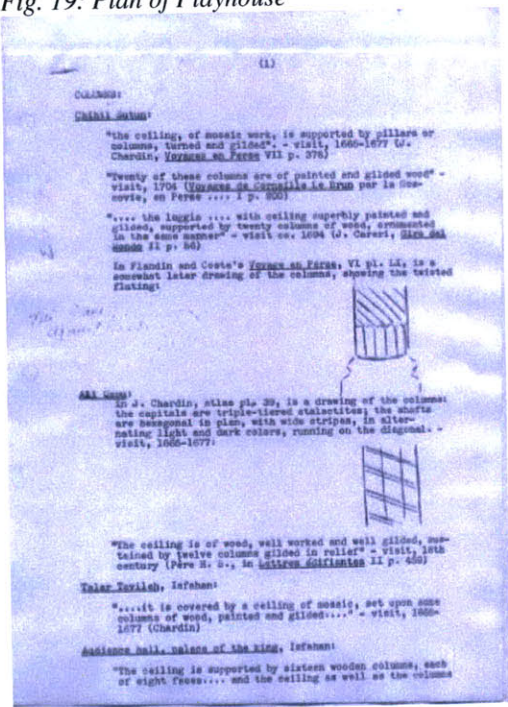 Fig. 19: Plan of Playhouse
(1)
COLUMNS:
Chihil Sutun:
"the ceiling, of mosaic work, is supported by pillars or
columns, turned and gilded". - visit, 1665-1677 (J.
Chardin, Voyages en Perse VII p. 376)
"Twenty of these columns are of painted and gilded wood" -
visit, 1704 (Voyages de Corneille Le Brun par la Mos-
covie, en Perse .... I p. 200)
".... the loggia .... with ceiling superbly painted and
gilded, supported by twenty columns of wood, ornamented
in the same manner" - visit ca. 1694 (J. Careri, Giro del
Mondo II p. 86)
In Flandin and Coste's Voyage en Perse, VI pl. LI, is a
somewhat later drawing of the columns, showing the twisted
fluting:
Ali Qapu:
In J. Chardin, atlas pl. 39, is a drawing of the columns:
the capitals are triple-tiered stalactites; the shafts
are hexagonal in plan, with wide stripes, in alter-
nating light and dark colors, running on the diagonal. -
visit, 1665-1677:
"The ceiling is of wood, well worked and well gilded, sus-
tained by twelve columns gilded in relief" - visit, 18th
century (Père H. B., in Lettres édifiantes II p. 459)
Talar Tavileh, Isfahan:
"....it is covered by a ceiling of mosaic, set upon
columns of wood, painted and gilded...." - visit, 1665-
1677 (Chardin)
Audience hall, palace of the king, Isfahan:
"The ceiling is supported by sixteen wooden columns, each
of eight faces.... and the ceiling as well as the columns